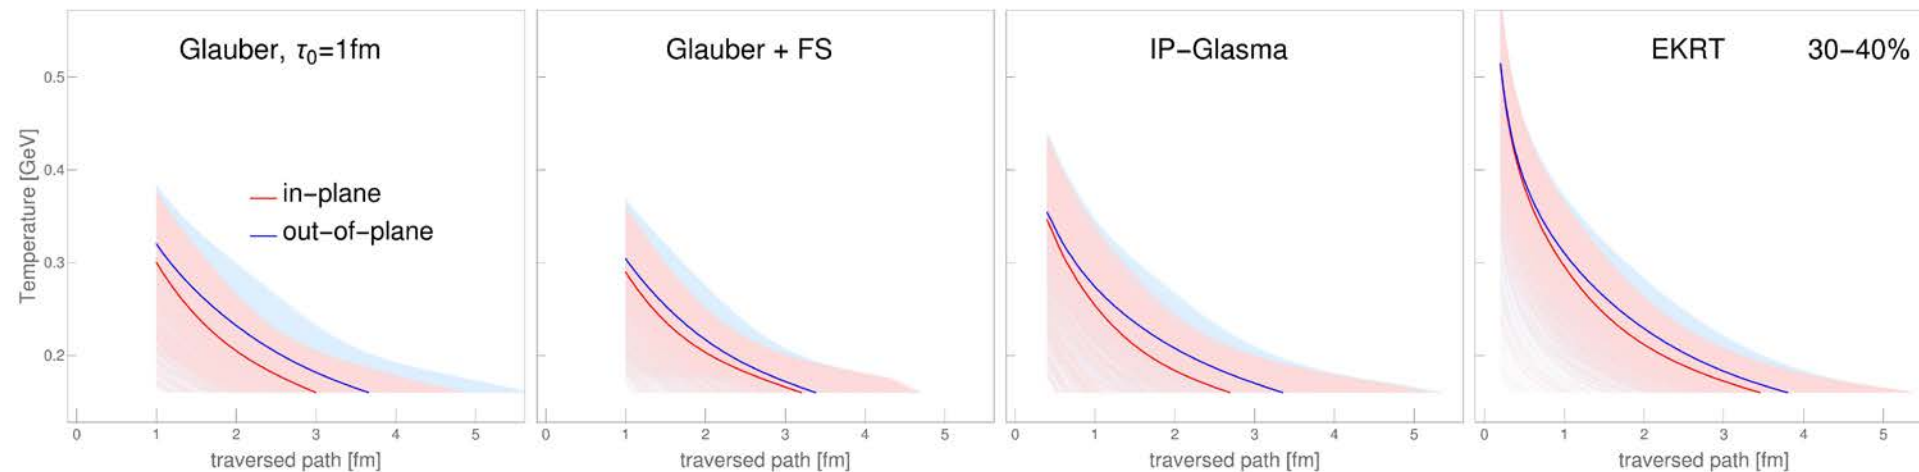 Glauber, τ0=1fm
Glauber + FS
IP−Glasma
EKRT
30−40%
Temperature [GeV]
0.5
0.4
0.3
0.2
in−plane
out−of−plane
0 1 2 3 4 5
0 1 2 3 4 5
0 1 2 3 4 5
0 1 2 3 4 5
traversed path [fm]
traversed path [fm]
traversed path [fm]
traversed path [fm]